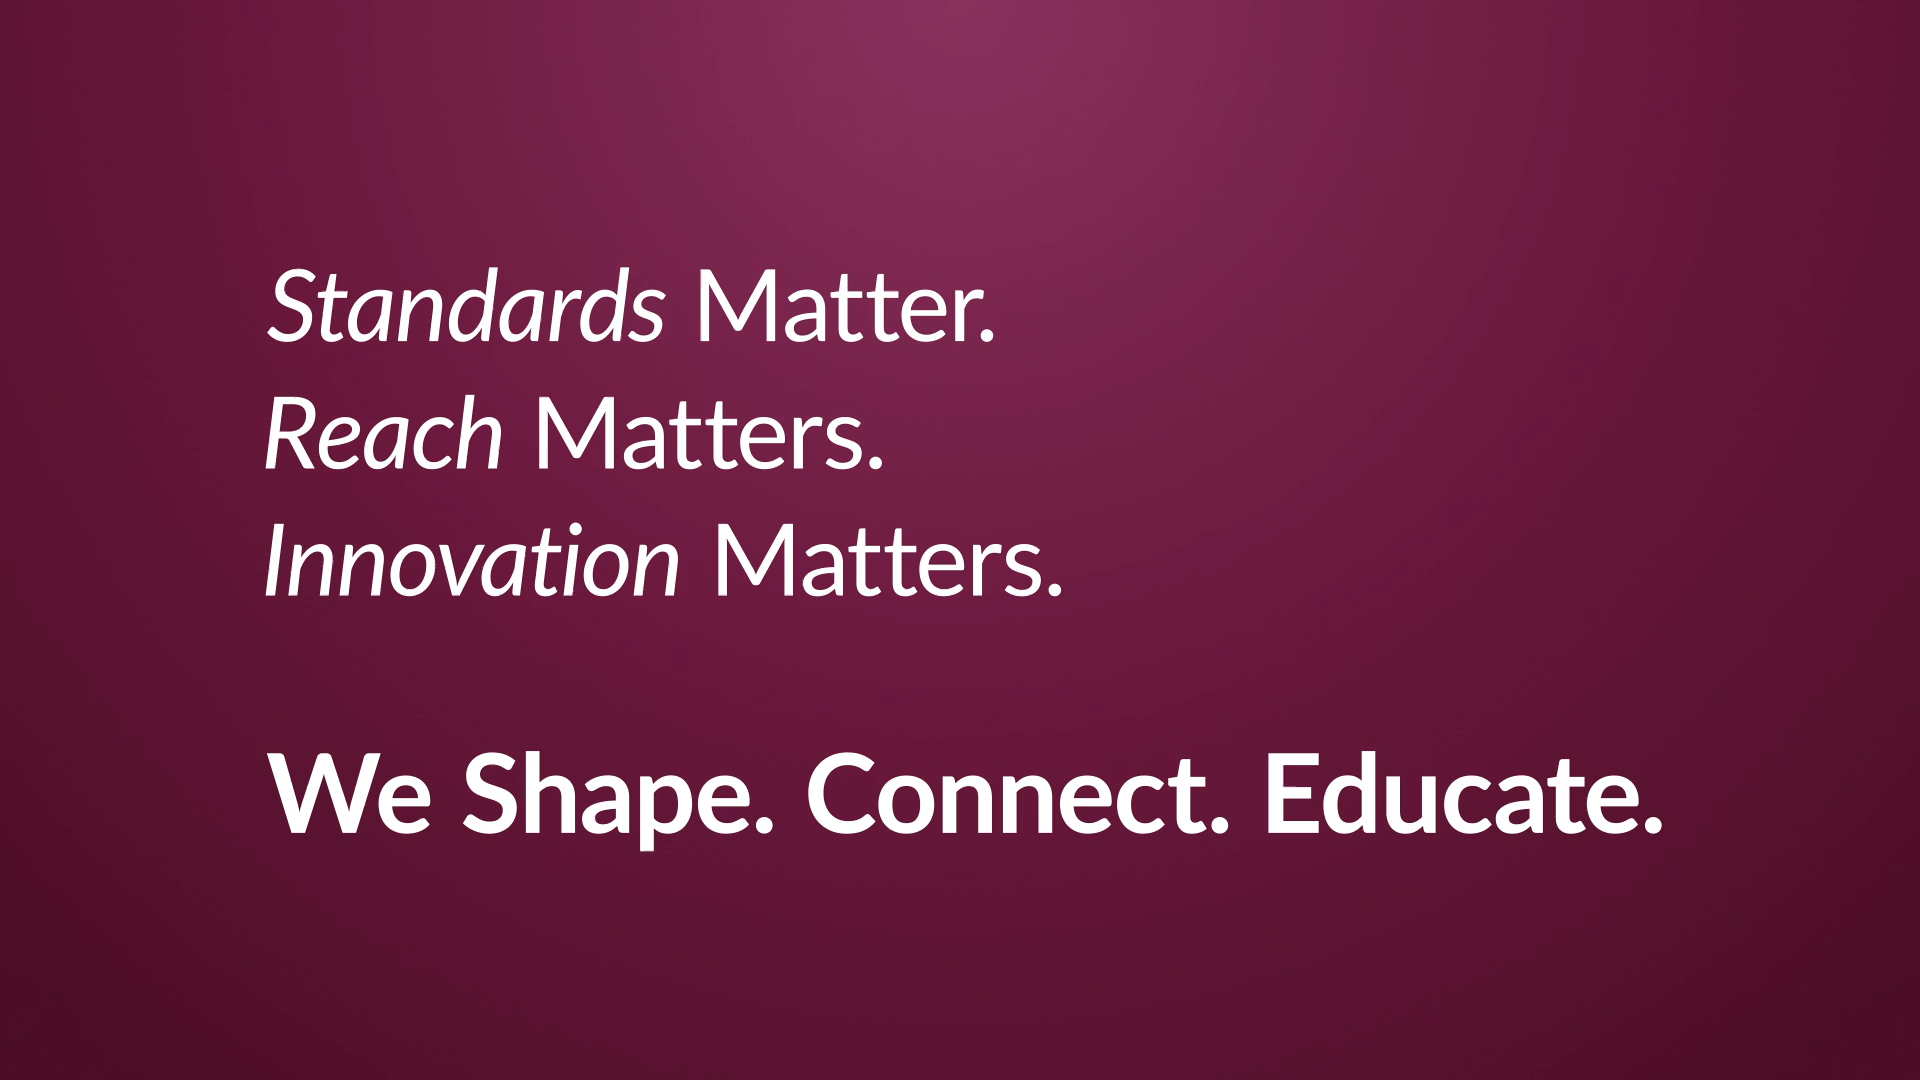 Standards Matter.
Reach Matters.
Innovation Matters.
We Shape. Connect. Educate.